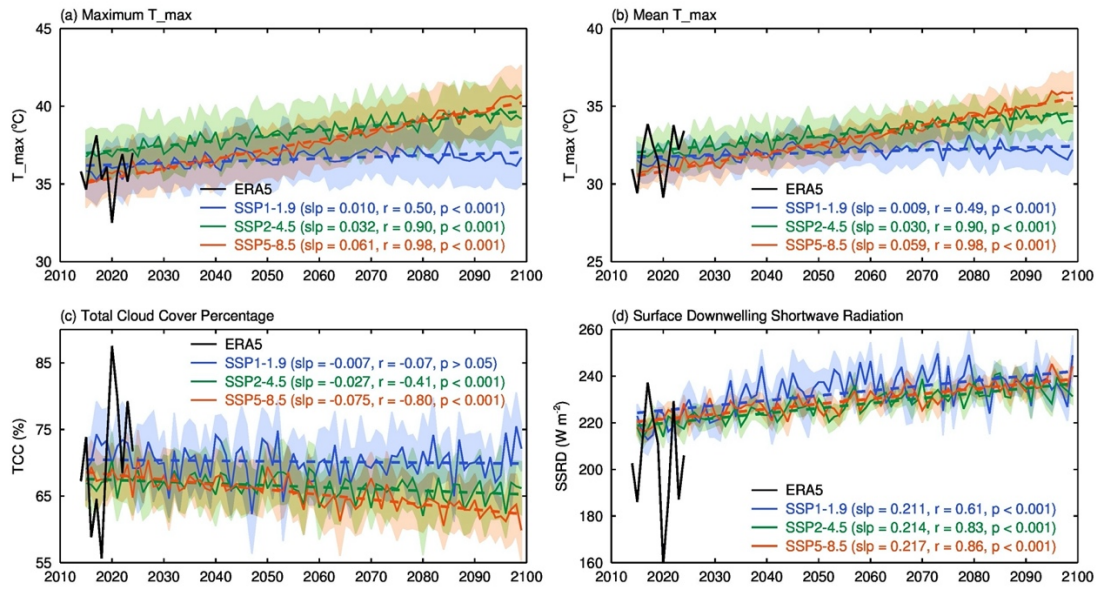 (a) Maximum T_max
45
40
35
30
T_max (°C)
ERA5
SSP1-1.9 (slp = 0.010, r = 0.50, p < 0.001)
SSP2-4.5 (slp = 0.032, r = 0.90, p < 0.001)
SSP5-8.5 (slp = 0.061, r = 0.98, p < 0.001)
2010 2020 2030 2040 2050 2060 2070 2080 2090 2100
(b) Mean T_max
40
35
30
25
T_max (°C)
ERA5
SSP1-1.9 (slp = 0.009, r = 0.49, p < 0.001)
SSP2-4.5 (slp = 0.030, r = 0.90, p < 0.001)
SSP5-8.5 (slp = 0.059, r = 0.98, p < 0.001)
2010 2020 2030 2040 2050 2060 2070 2080 2090 2100
(c) Total Cloud Cover Percentage
85
75
65
55
TCC (%)
ERA5
SSP1-1.9 (slp = -0.007, r = -0.07, p > 0.05)
SSP2-4.5 (slp = -0.027, r = -0.41, p < 0.001)
SSP5-8.5 (slp = -0.075, r = -0.80, p < 0.001)
2010 2020 2030 2040 2050 2060 2070 2080 2090 2100
(d) Surface Downwelling Shortwave Radiation
260
240
220
200
180
160
SSRD (W m⁻²)
ERA5
SSP1-1.9 (slp = 0.211, r = 0.61, p < 0.001)
SSP2-4.5 (slp = 0.214, r = 0.83, p < 0.001)
SSP5-8.5 (slp = 0.217, r = 0.86, p < 0.001)
2010 2020 2030 2040 2050 2060 2070 2080 2090 2100